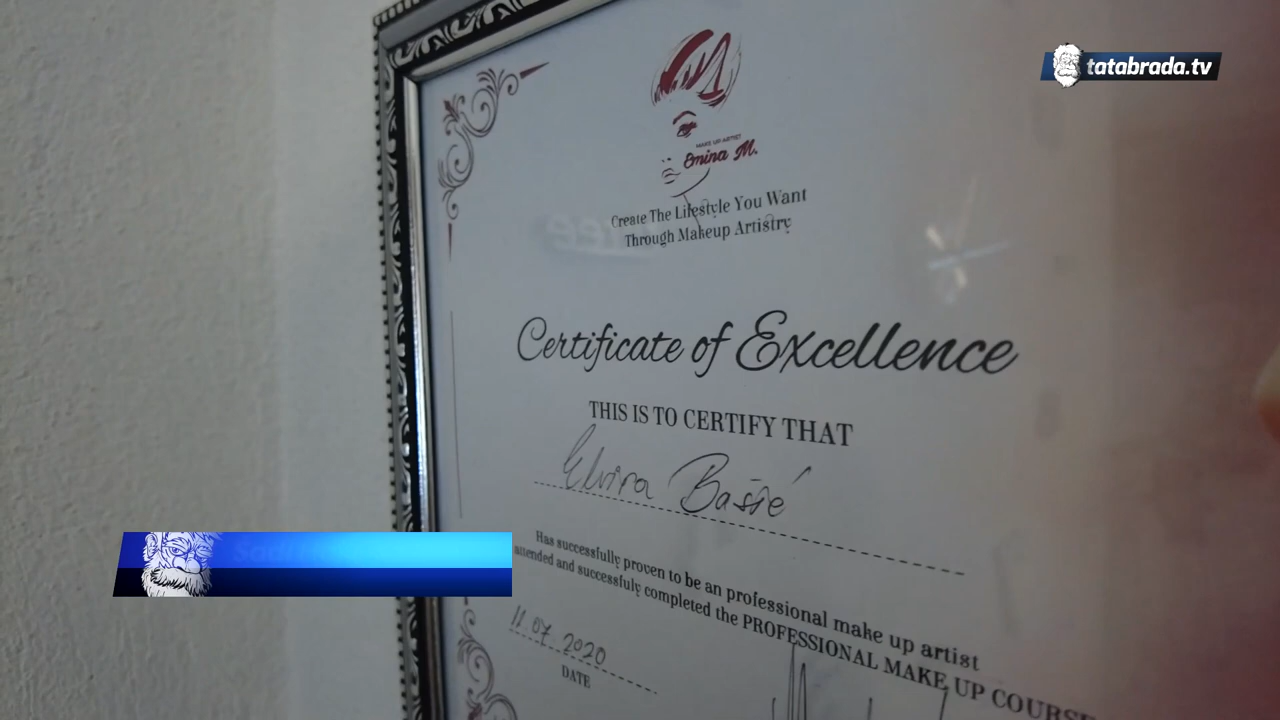 tatabrada.tv
MAKE UP ARTIST
Emina M.
Create The Lifestyle You Want
Through Makeup Artistry
Certificate of Excellence
THIS IS TO CERTIFY THAT
Elvira Bašić
Has successfully proven to be an professional make up artist
attended and successfuly completed the PROFESSIONAL MAKE UP COURSE
11.07.2020
DATE